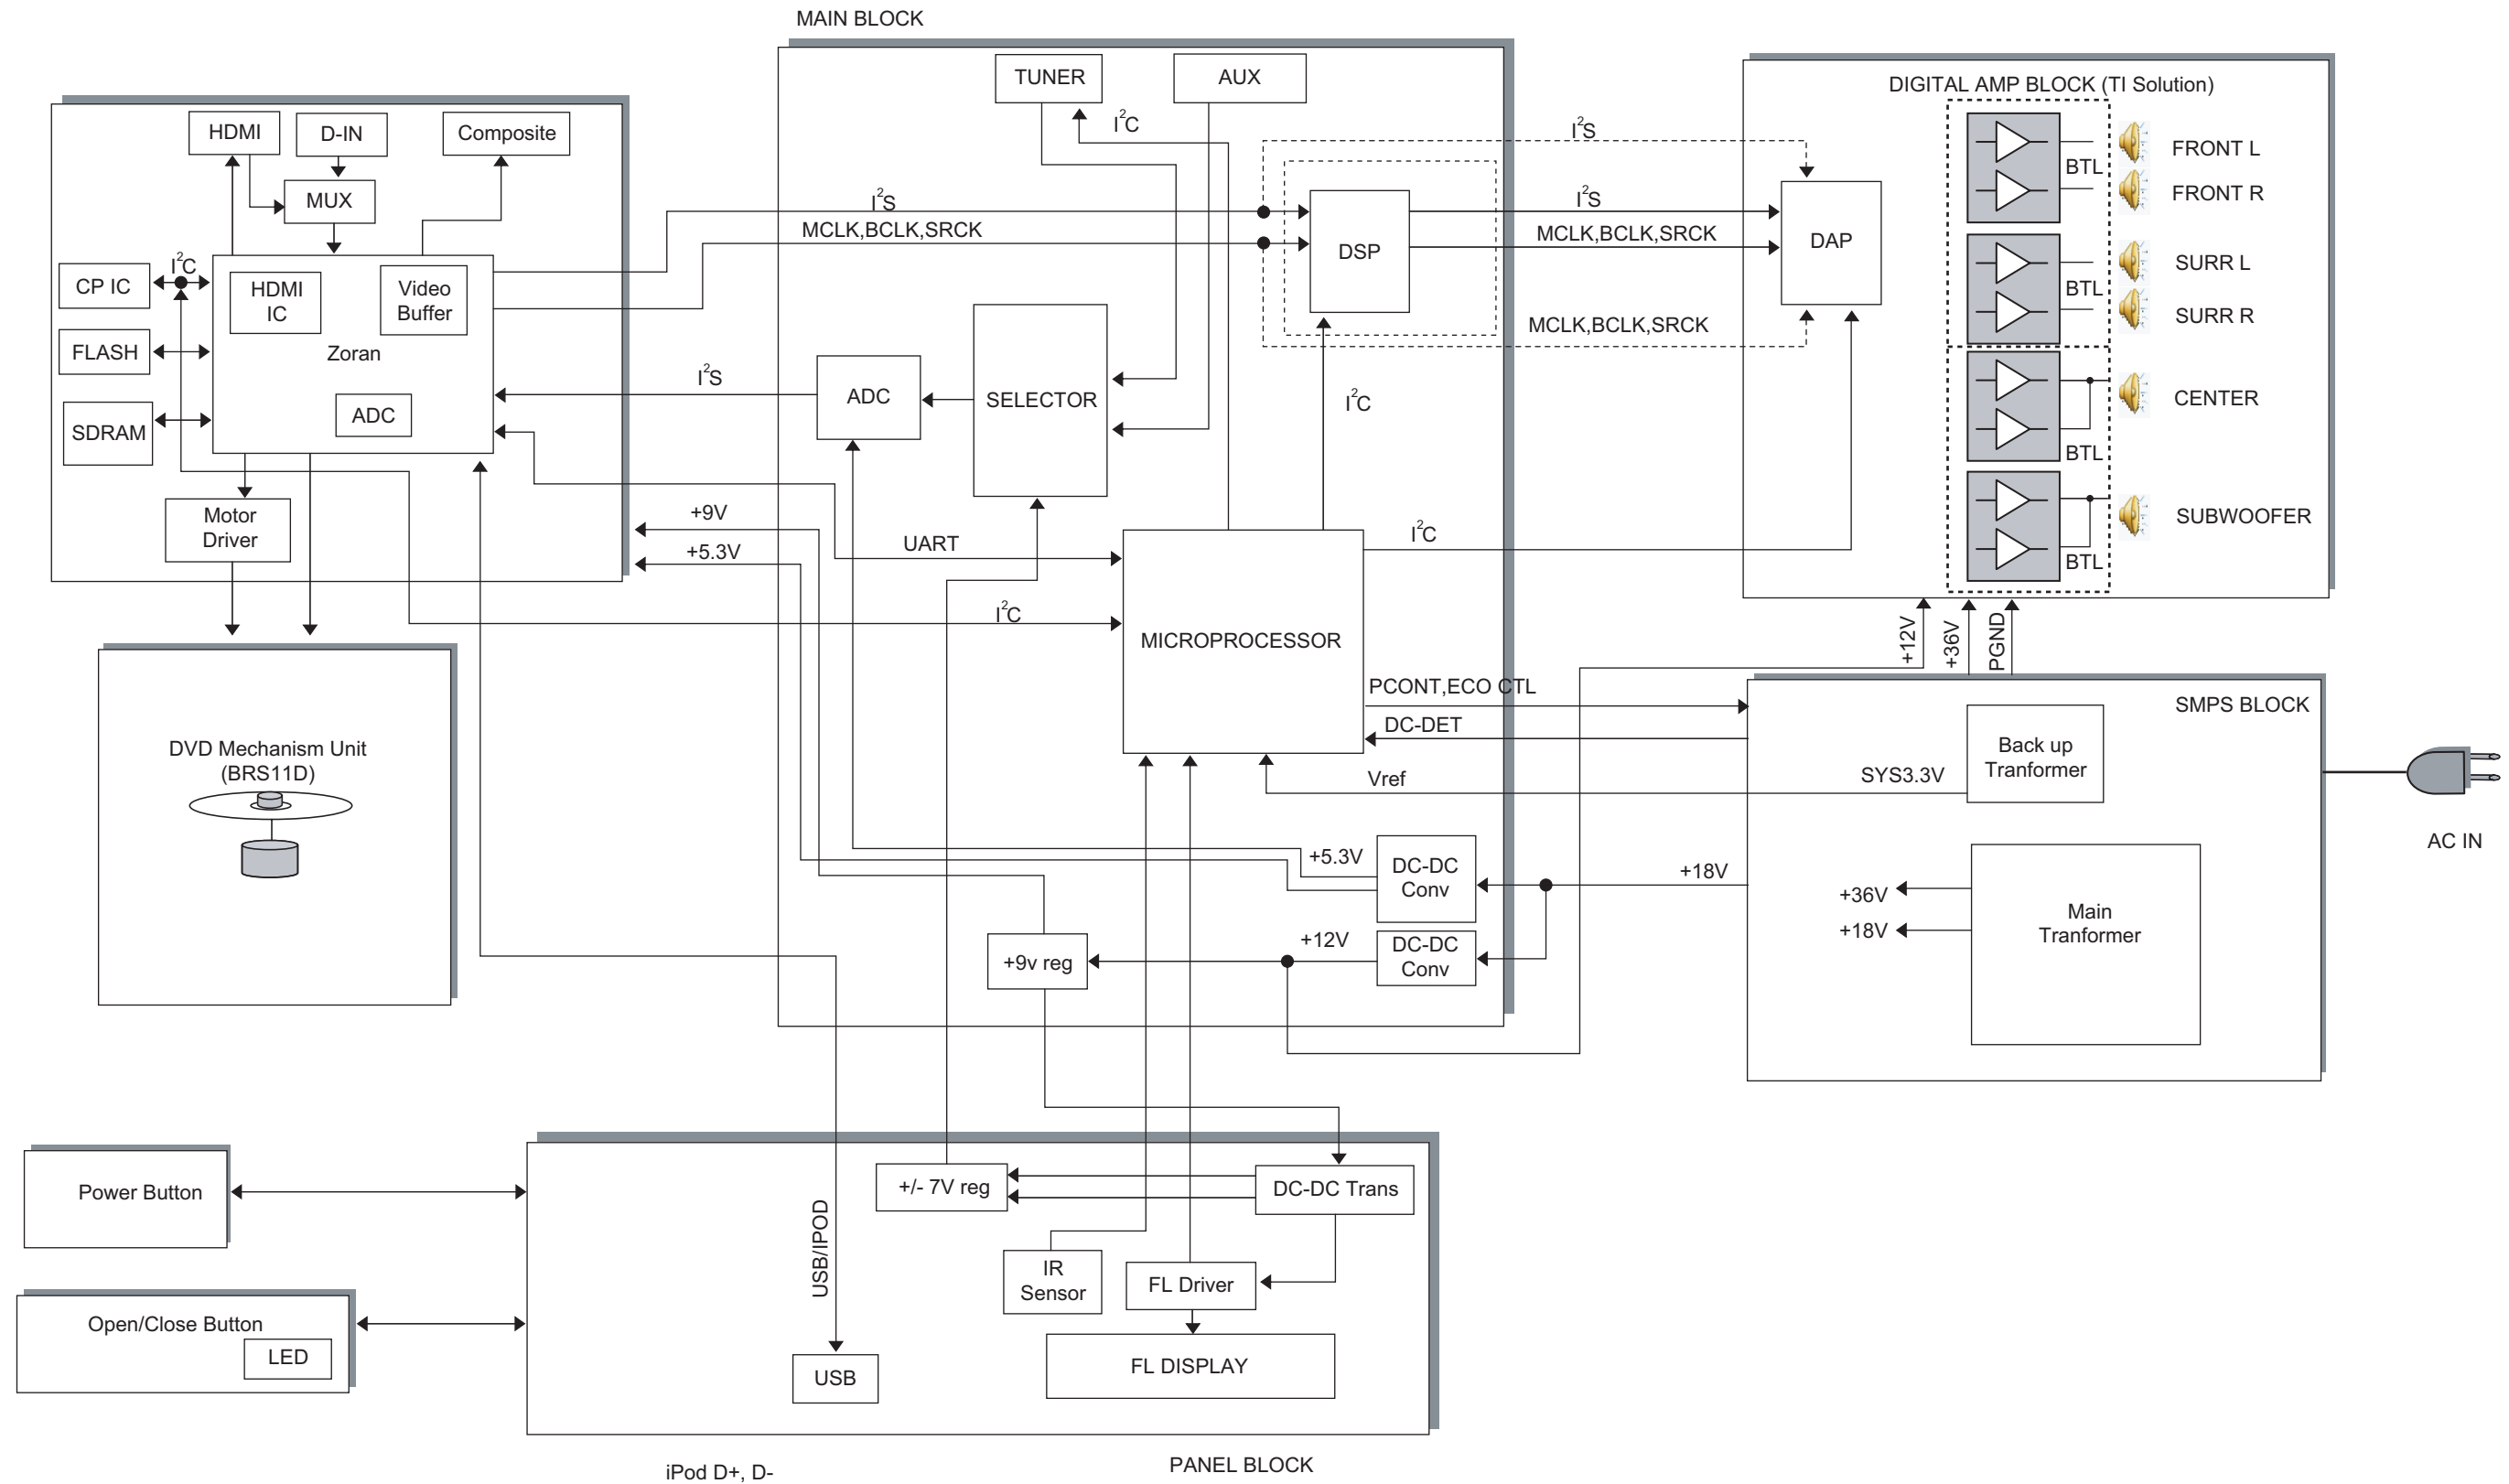 MAIN BLOCK
TUNER
AUX
I2C
HDMI
D-IN
Composite
MUX
I2C
CP IC
HDMI
IC
Video
Buffer
FLASH
Zoran
SDRAM
ADC
Motor
Driver
I2S
MCLK,BCLK,SRCK
I2S
ADC
SELECTOR
DSP
I2C
I2S
I2S
MCLK,BCLK,SRCK
MCLK,BCLK,SRCK
DIGITAL AMP BLOCK (TI Solution)
DAP
BTL
FRONT L
FRONT R
BTL
SURR L
SURR R
CENTER
BTL
SUBWOOFER
BTL
+9V
+5.3V
UART
I2C
I2C
MICROPROCESSOR
+12V
+36V
PGND
PCONT,ECO CTL
DC-DET
Vref
SMPS BLOCK
SYS3.3V
Back up
Tranformer
AC IN
DVD Mechanism Unit
(BRS11D)
+5.3V
DC-DC
Conv
+18V
+36V
+18V
Main
Tranformer
+9v reg
+12V
DC-DC
Conv
Power Button
Open/Close Button
LED
+/- 7V reg
DC-DC Trans
USB/IPOD
IR
Sensor
FL Driver
FL DISPLAY
USB
PANEL BLOCK
iPod D+, D-